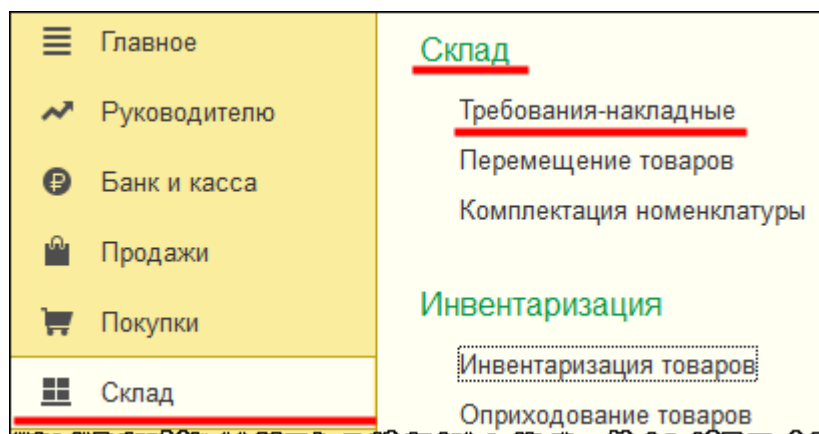 Главное
Руководителю
Банк и касса
Продажи
Покупки
Склад
Склад
Требования-накладные
Перемещение товаров
Комплектация номенклатуры
Инвентаризация
Инвентаризация товаров
Оприходование товаров